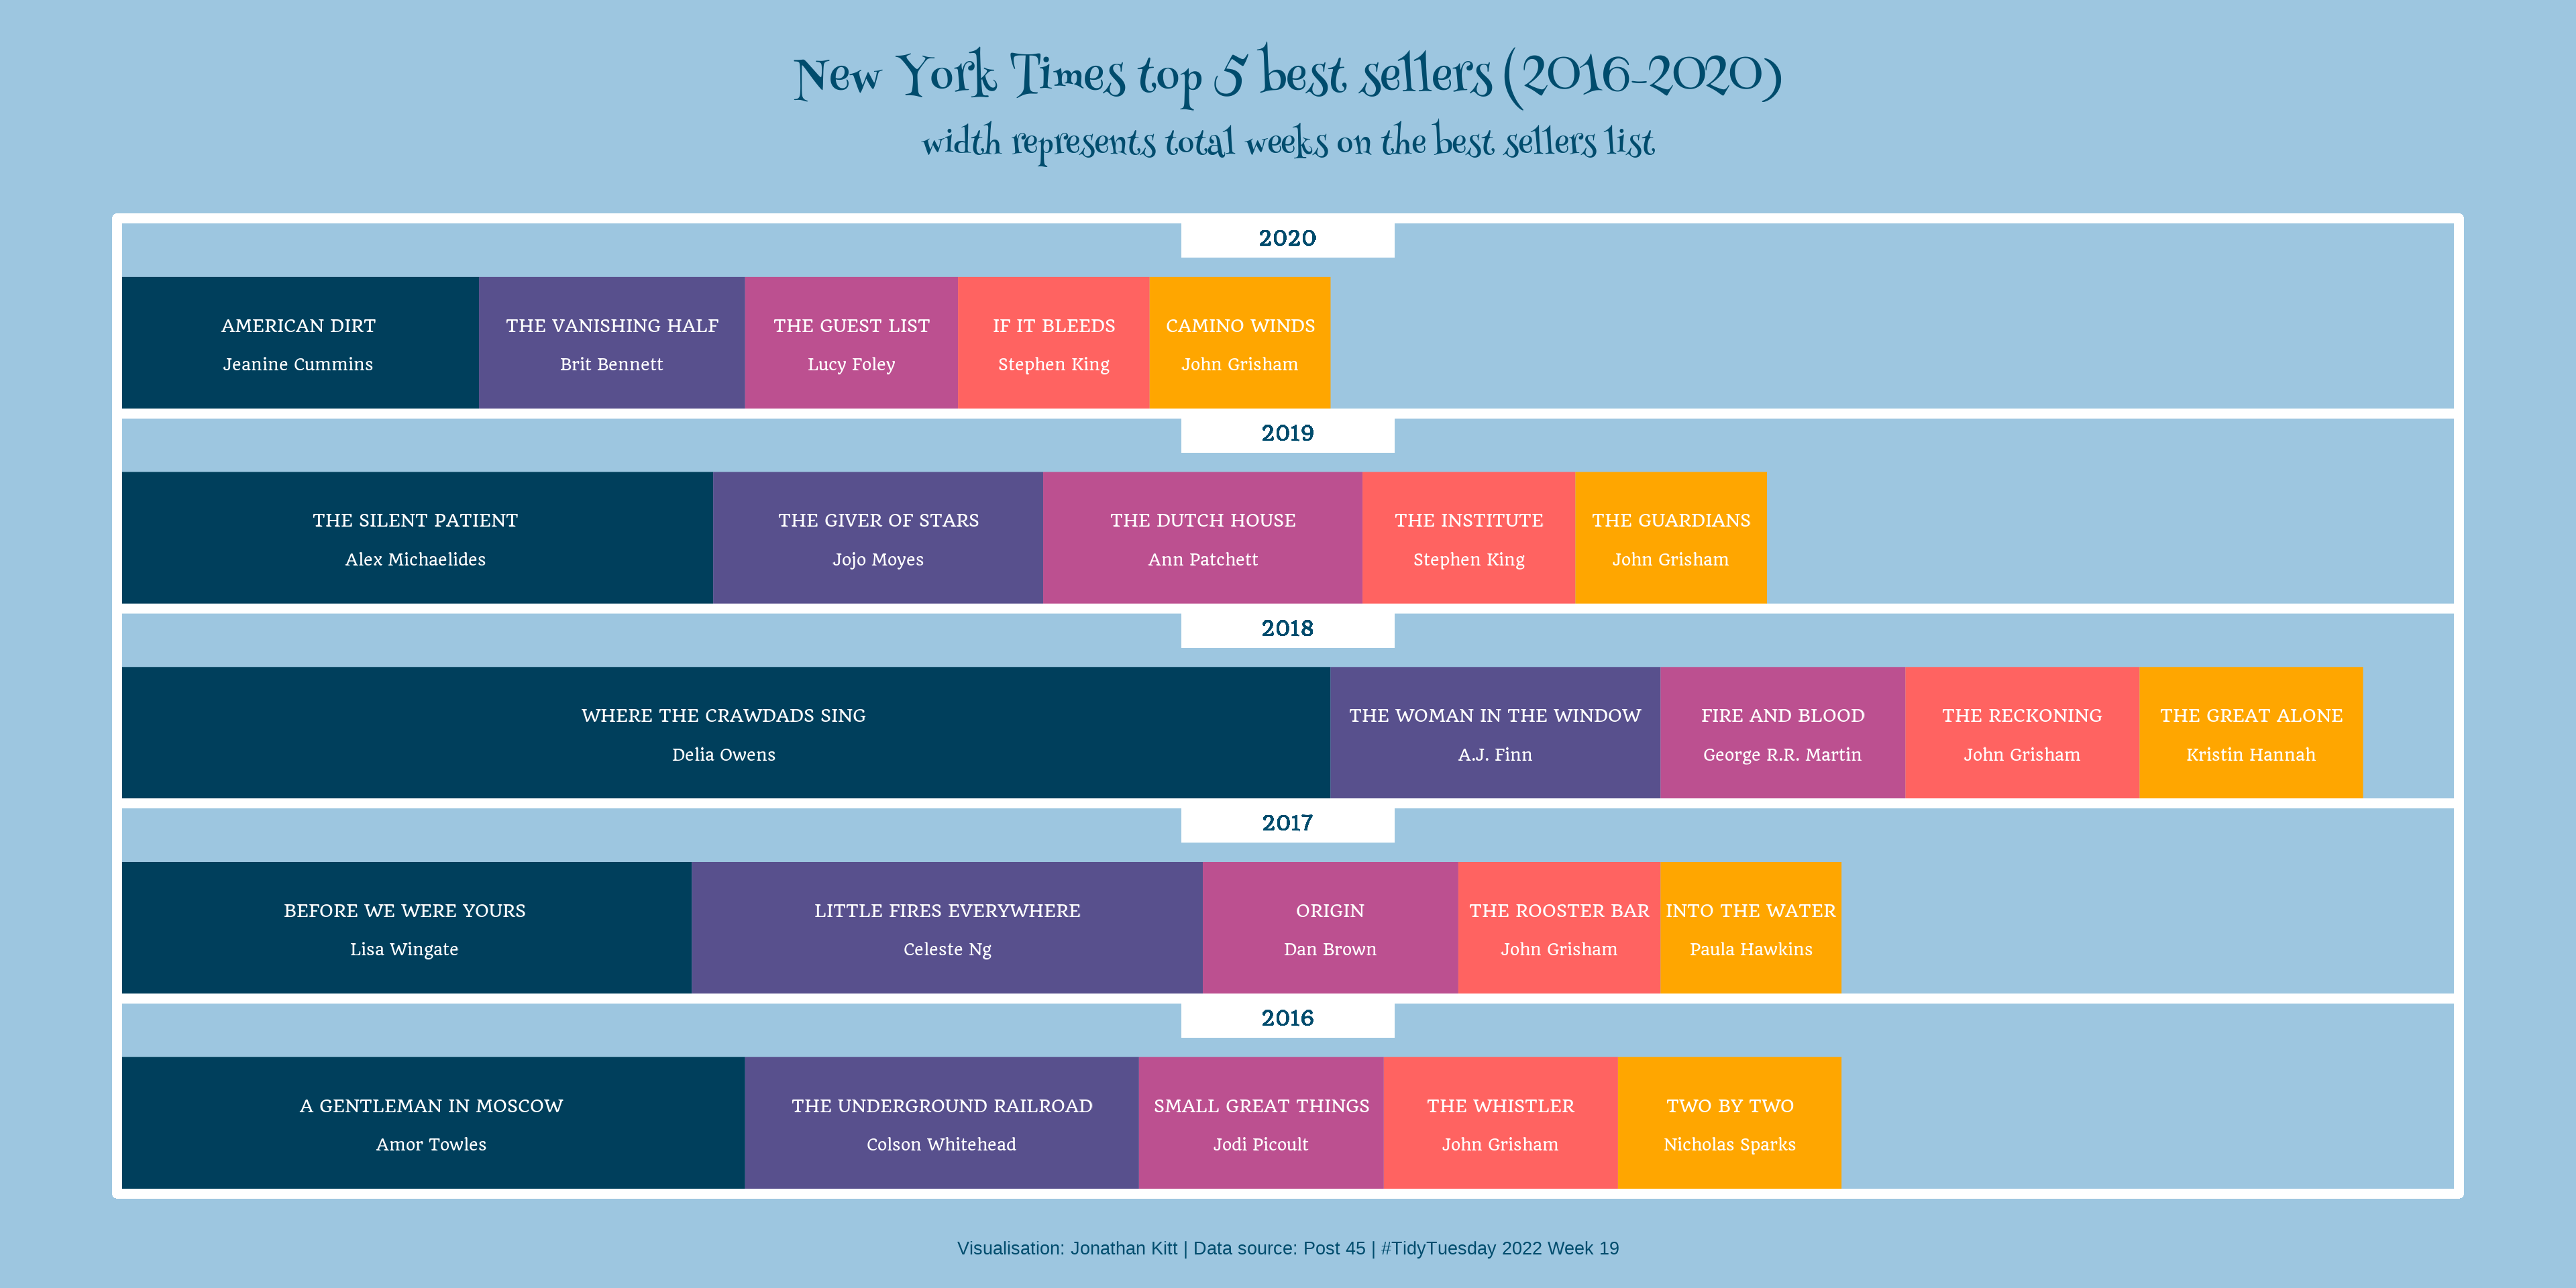 New York Times top 5 best sellers (2016-2020)
width represents total weeks on the best sellers list
2020
AMERICAN DIRT
Jeanine Cummins
THE VANISHING HALF
Brit Bennett
THE GUEST LIST
Lucy Foley
IF IT BLEEDS
Stephen King
CAMINO WINDS
John Grisham
2019
THE SILENT PATIENT
Alex Michaelides
THE GIVER OF STARS
Jojo Moyes
THE DUTCH HOUSE
Ann Patchett
THE INSTITUTE
Stephen King
THE GUARDIANS
John Grisham
2018
WHERE THE CRAWDADS SING
Delia Owens
THE WOMAN IN THE WINDOW
A.J. Finn
FIRE AND BLOOD
George R.R. Martin
THE RECKONING
John Grisham
THE GREAT ALONE
Kristin Hannah
2017
BEFORE WE WERE YOURS
Lisa Wingate
LITTLE FIRES EVERYWHERE
Celeste Ng
ORIGIN
Dan Brown
THE ROOSTER BAR
John Grisham
INTO THE WATER
Paula Hawkins
2016
A GENTLEMAN IN MOSCOW
Amor Towles
THE UNDERGROUND RAILROAD
Colson Whitehead
SMALL GREAT THINGS
Jodi Picoult
THE WHISTLER
John Grisham
TWO BY TWO
Nicholas Sparks
Visualisation: Jonathan Kitt | Data source: Post 45 | #TidyTuesday 2022 Week 19